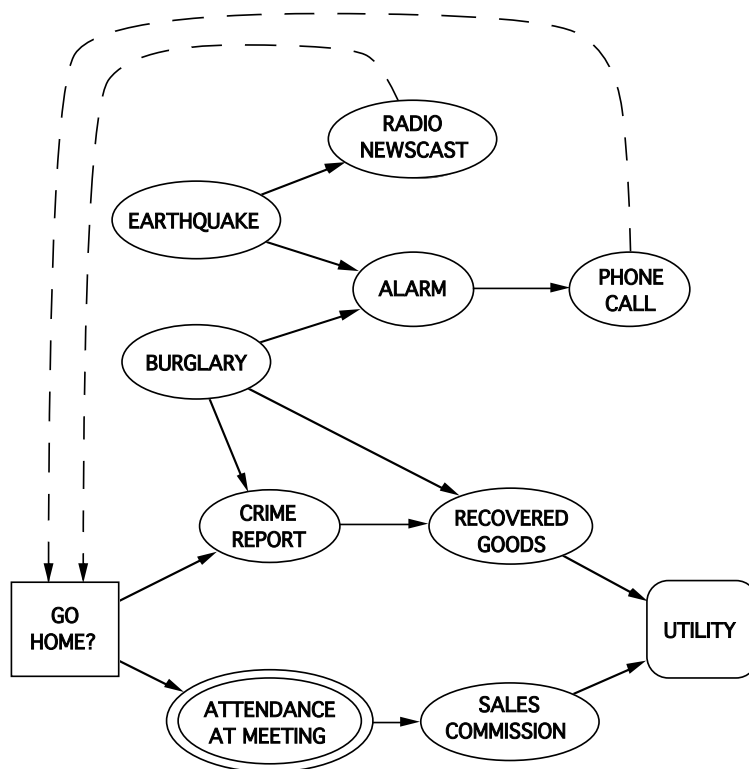 RADIO
NEWSCAST
EARTHQUAKE
ALARM
PHONE
CALL
BURGLARY
CRIME
REPORT
RECOVERED
GOODS
GO
HOME?
UTILITY
ATTENDANCE
AT MEETING
SALES
COMMISSION